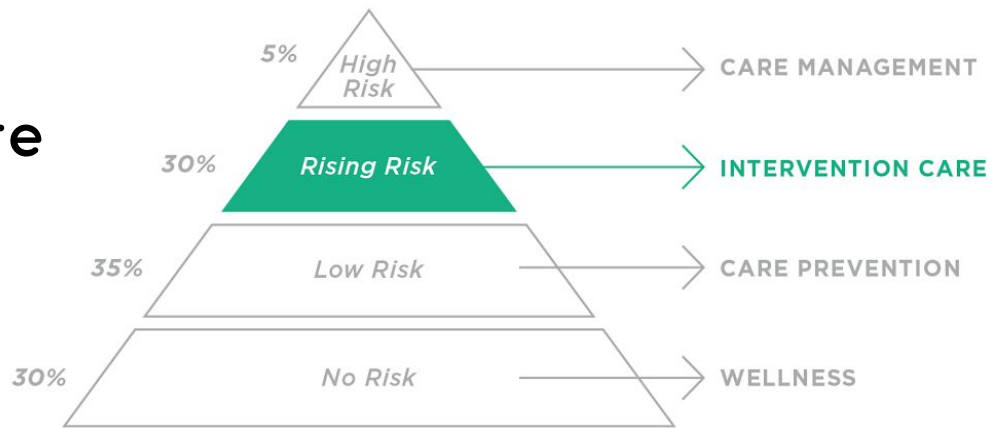 5%
High
Risk
CARE MANAGEMENT
30%
Rising Risk
INTERVENTION CARE
35%
Low Risk
CARE PREVENTION
30%
No Risk
WELLNESS